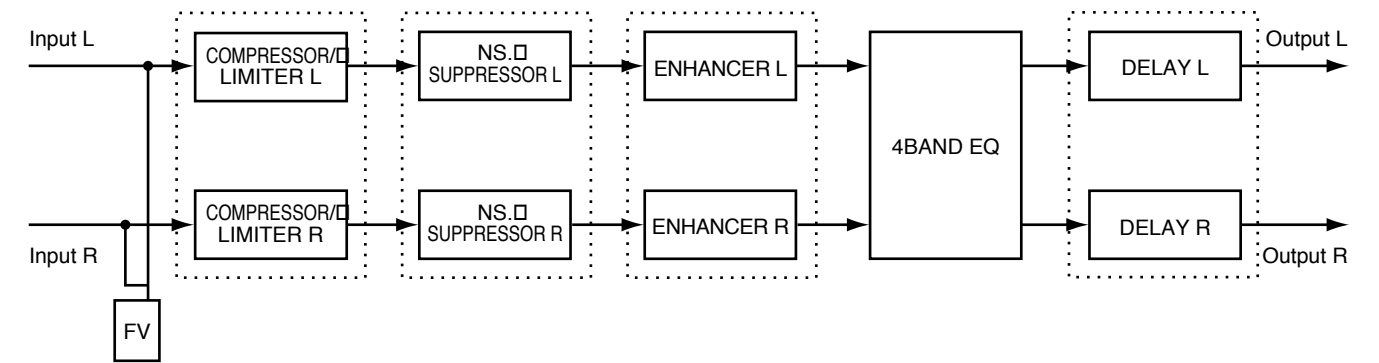 Input L
COMPRESSOR/□
LIMITER L
NS.□
SUPPRESSOR L
ENHANCER L
4BAND EQ
DELAY L
Output L
Input R
COMPRESSOR/□
LIMITER R
NS.□
SUPPRESSOR R
ENHANCER R
DELAY R
Output R
FV